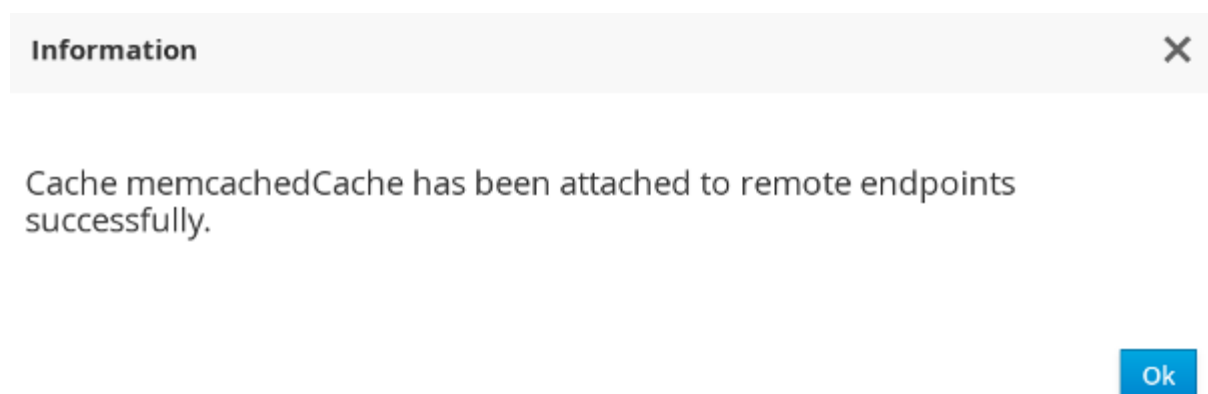 Information
Cache memcachedCache has been attached to remote endpoints
successfully.
Ok